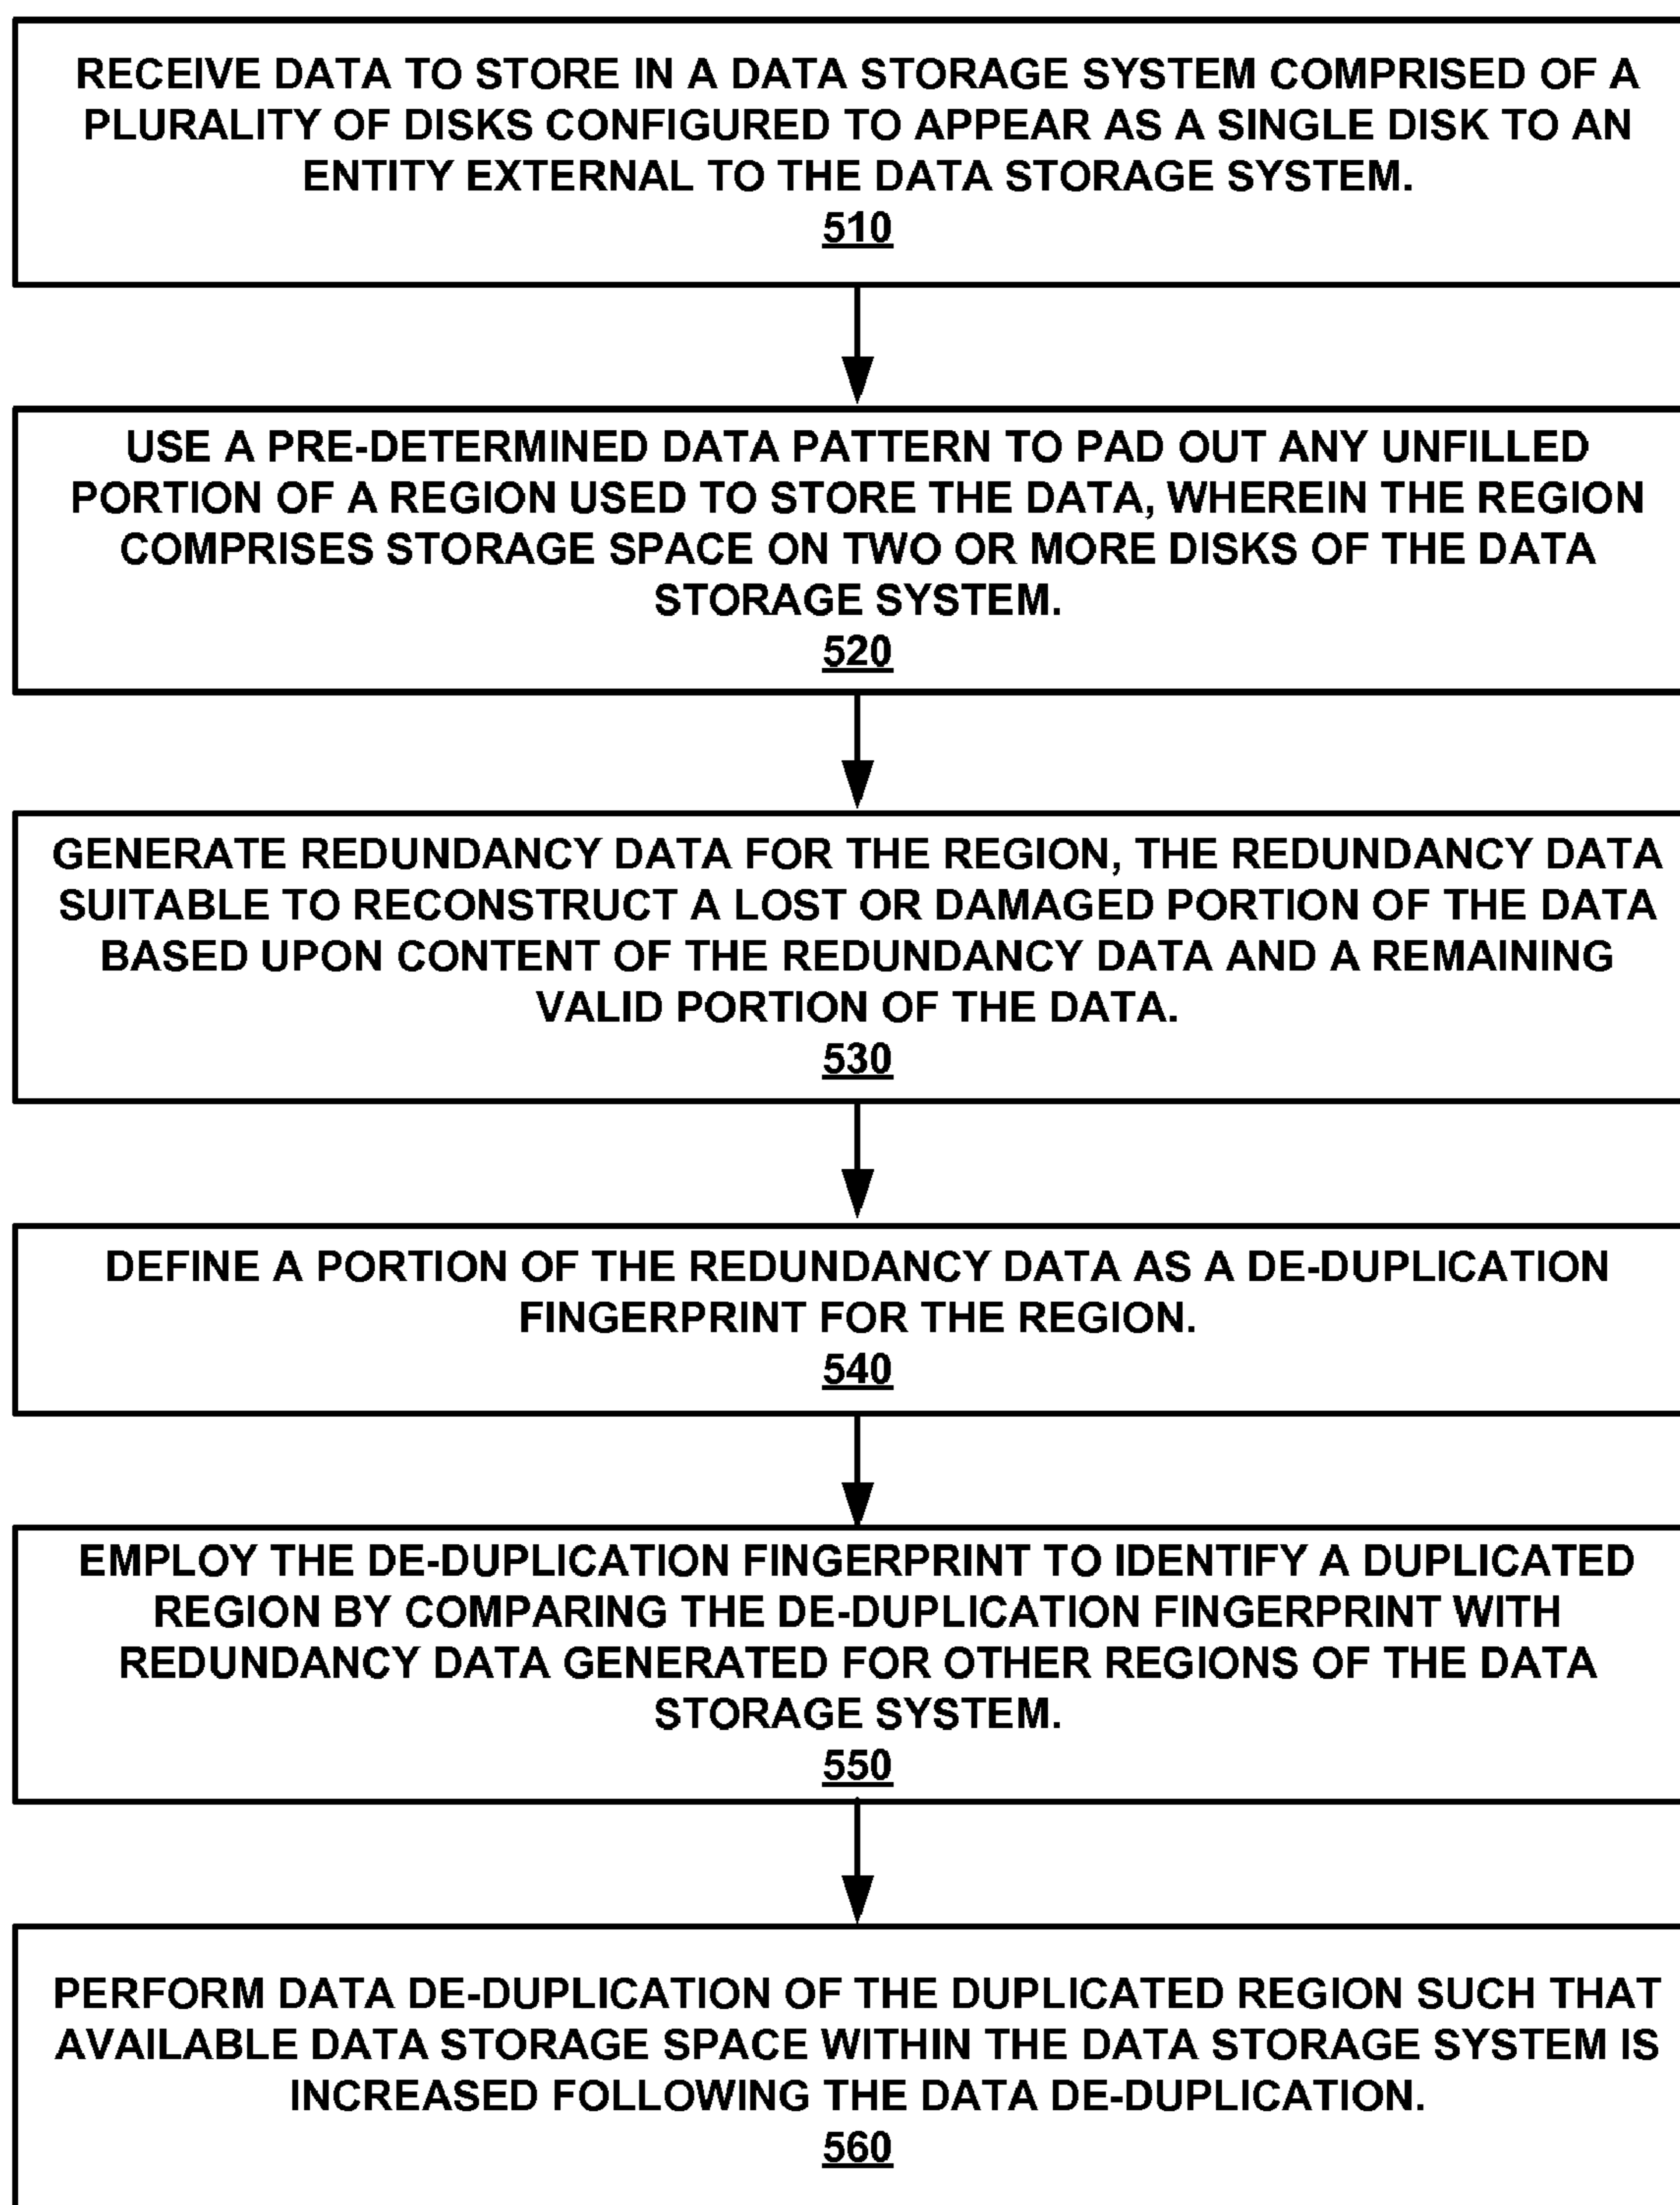 RECEIVE DATA TO STORE IN A DATA STORAGE SYSTEM COMPRISED OF A
PLURALITY OF DISKS CONFIGURED TO APPEAR AS A SINGLE DISK TO AN
ENTITY EXTERNAL TO THE DATA STORAGE SYSTEM.
510
USE A PRE-DETERMINED DATA PATTERN TO PAD OUT ANY UNFILLED
PORTION OF A REGION USED TO STORE THE DATA, WHEREIN THE REGION
COMPRISES STORAGE SPACE ON TWO OR MORE DISKS OF THE DATA
STORAGE SYSTEM.
520
GENERATE REDUNDANCY DATA FOR THE REGION, THE REDUNDANCY DATA
SUITABLE TO RECONSTRUCT A LOST OR DAMAGED PORTION OF THE DATA
BASED UPON CONTENT OF THE REDUNDANCY DATA AND A REMAINING
VALID PORTION OF THE DATA.
530
DEFINE A PORTION OF THE REDUNDANCY DATA AS A DE-DUPLICATION
FINGERPRINT FOR THE REGION.
540
EMPLOY THE DE-DUPLICATION FINGERPRINT TO IDENTIFY A DUPLICATED
REGION BY COMPARING THE DE-DUPLICATION FINGERPRINT WITH
REDUNDANCY DATA GENERATED FOR OTHER REGIONS OF THE DATA
STORAGE SYSTEM.
550
PERFORM DATA DE-DUPLICATION OF THE DUPLICATED REGION SUCH THAT
AVAILABLE DATA STORAGE SPACE WITHIN THE DATA STORAGE SYSTEM IS
INCREASED FOLLOWING THE DATA DE-DUPLICATION.
560